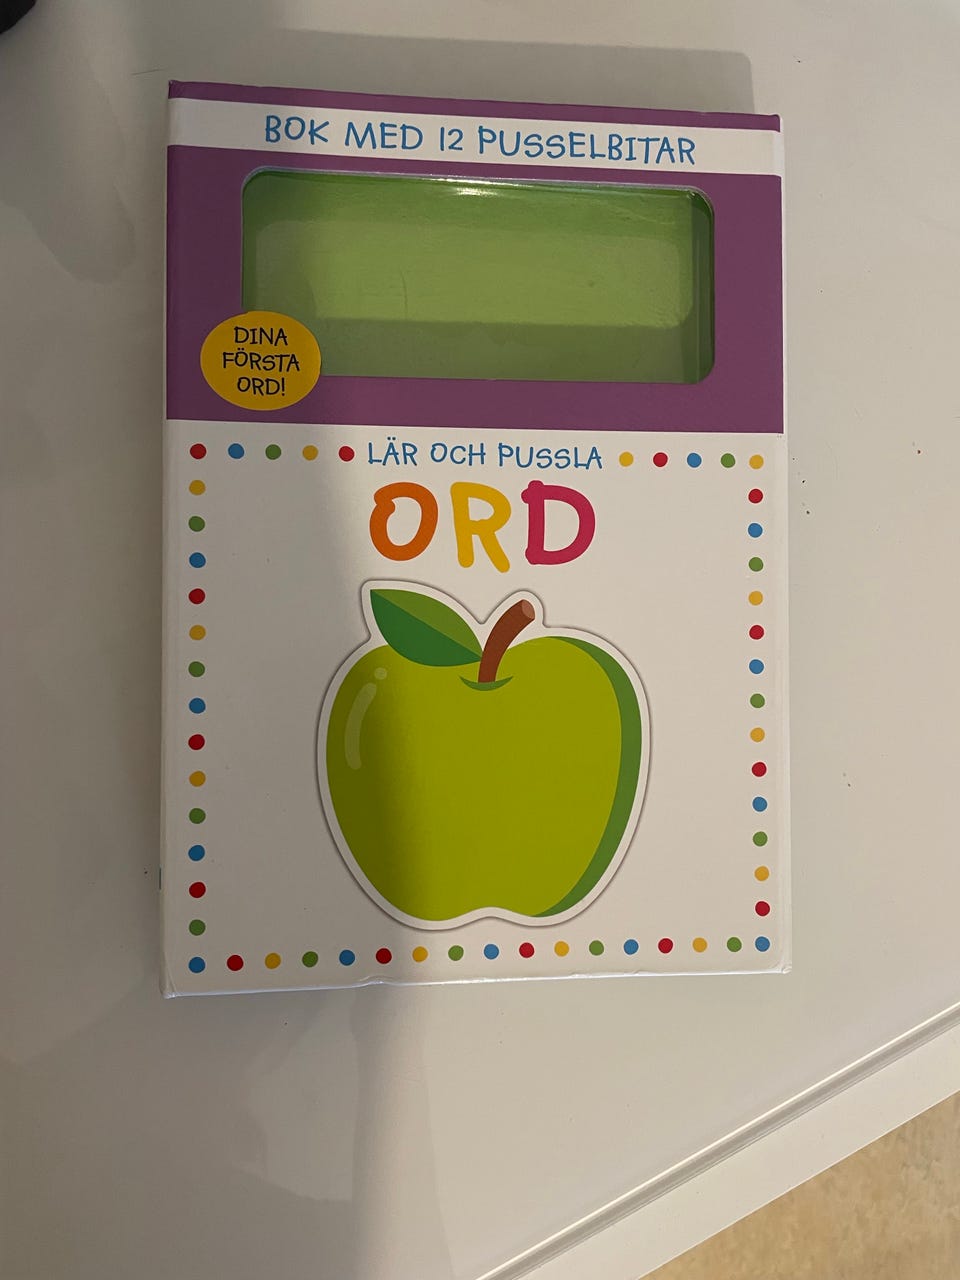 BOK MED 12 PUSSELBITAR
DINA
FÖRSTA
ORD!
LÄR OCH PUSSLA
ORD